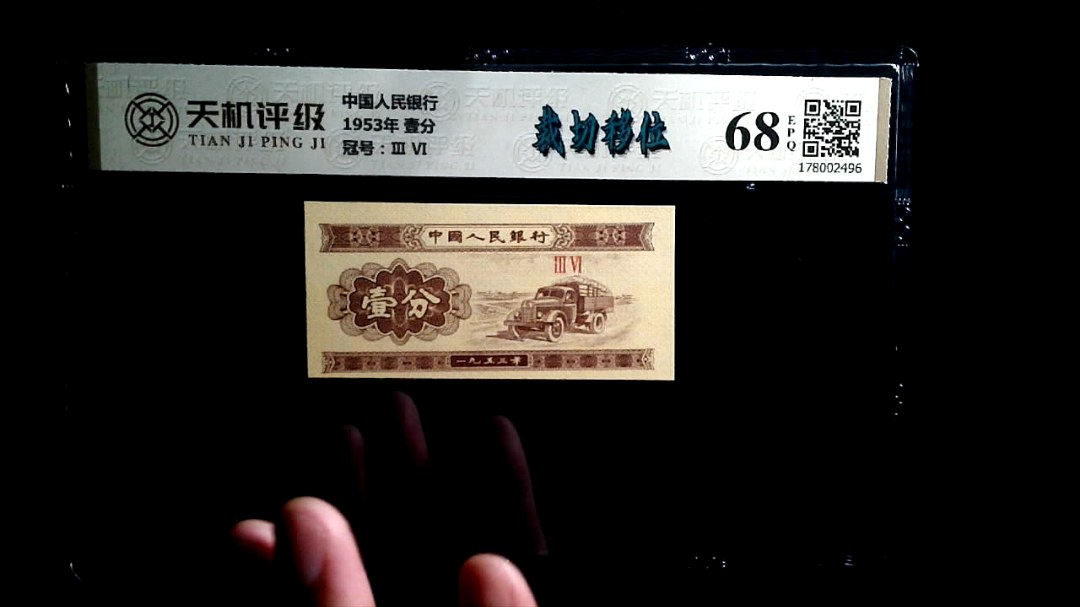 天机评级
TIAN JI PING JI
中国人民银行
1953年 壹分
冠号：Ⅲ Ⅵ
裁切移位
68
EPQ
178002496
中國人民銀行
Ⅲ Ⅵ
壹分
一九五三年